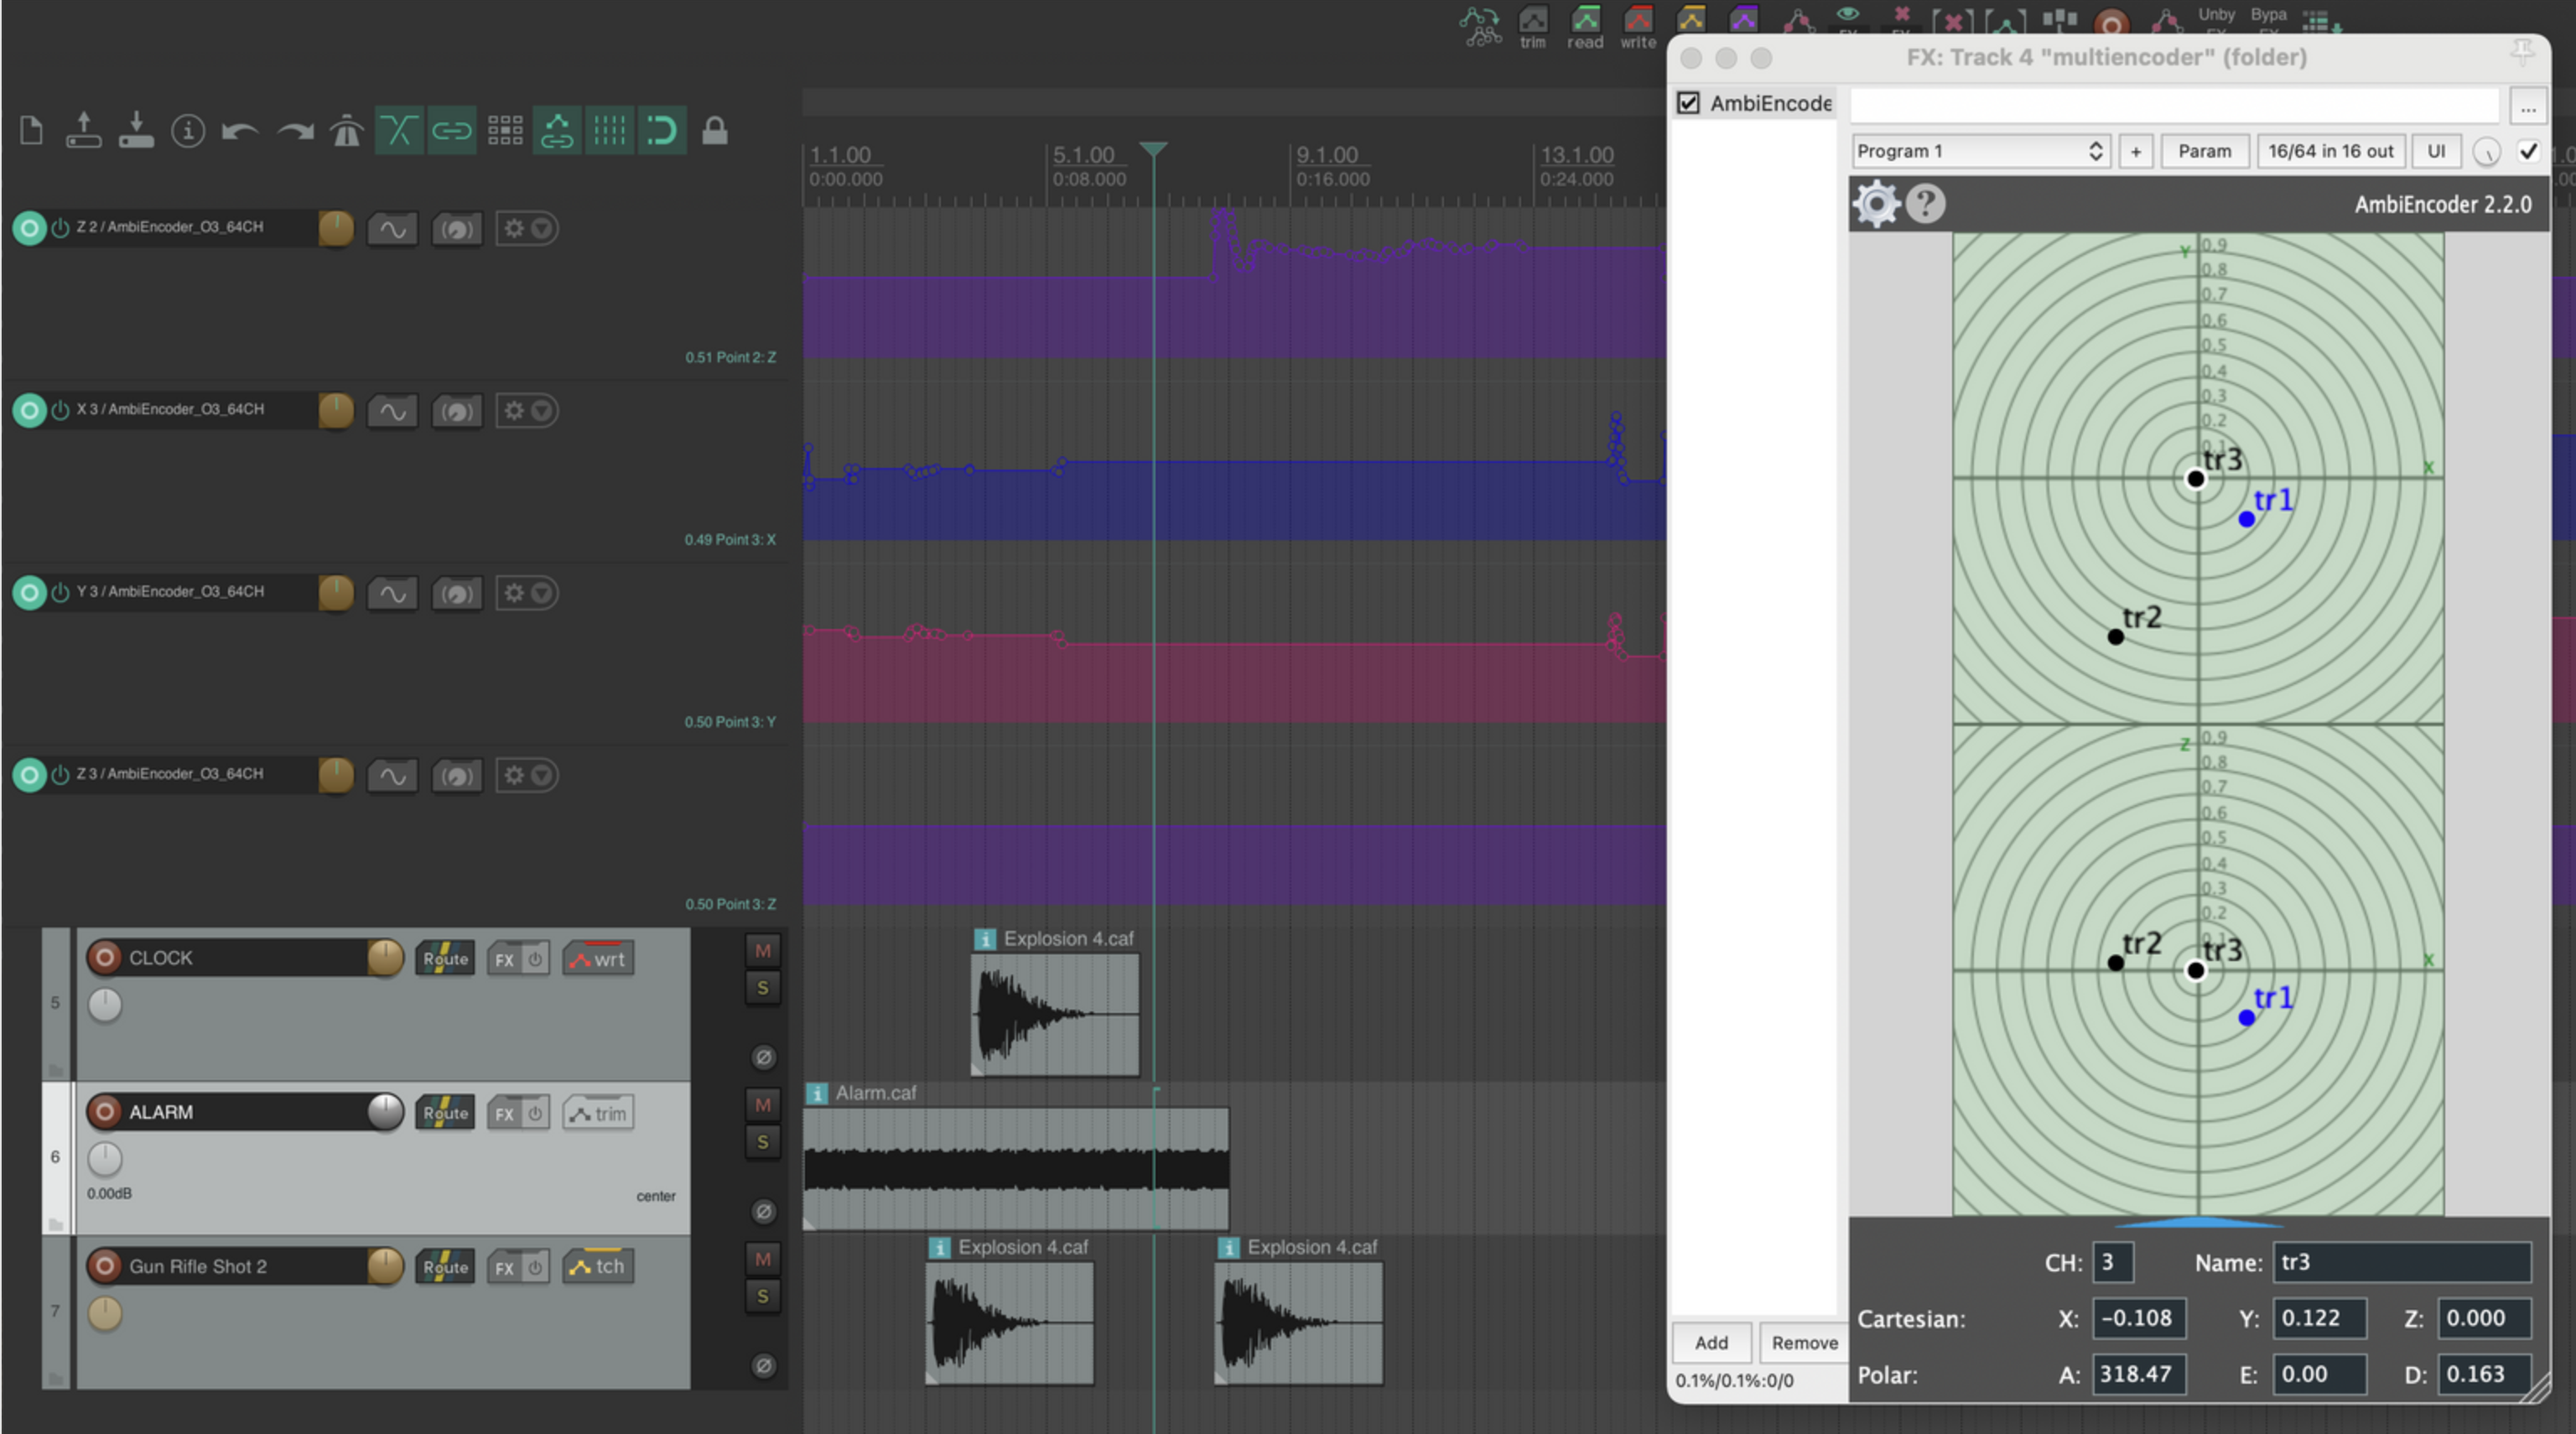 trim read write
Unby Bypa
FX: Track 4 "multiencoder" (folder)
AmbiEncode
...
Program 1 + Param 16/64 in 16 out UI
AmbiEncoder 2.2.0
1.1.00 5.1.00 9.1.00 13.1.00
0:00.000 0:08.000 0:16.000 0:24.000
Z 2 / AmbiEncoder_O3_64CH
0.51 Point 2: Z
X 3 / AmbiEncoder_O3_64CH
0.49 Point 3: X
Y 3 / AmbiEncoder_O3_64CH
0.50 Point 3: Y
Z 3 / AmbiEncoder_O3_64CH
0.50 Point 3: Z
5
CLOCK Route FX wrt
M
S
Ø
Explosion 4.caf
6
ALARM Route FX trim
M
S
Ø
0.00dB center
Alarm.caf
7
Gun Rifle Shot 2 Route FX tch
M
S
Ø
Explosion 4.caf Explosion 4.caf
Y 0.9
0.8
0.7
0.6
0.5
0.4
0.3
0.2
0.1
X
tr3
tr1
tr2
Z 0.9
0.8
0.7
0.6
0.5
0.4
0.3
0.2
0.1
X
tr2
tr3
tr1
CH: 3 Name: tr3
Cartesian: X: -0.108 Y: 0.122 Z: 0.000
Polar: A: 318.47 E: 0.00 D: 0.163
Add Remove
0.1%/0.1%:0/0